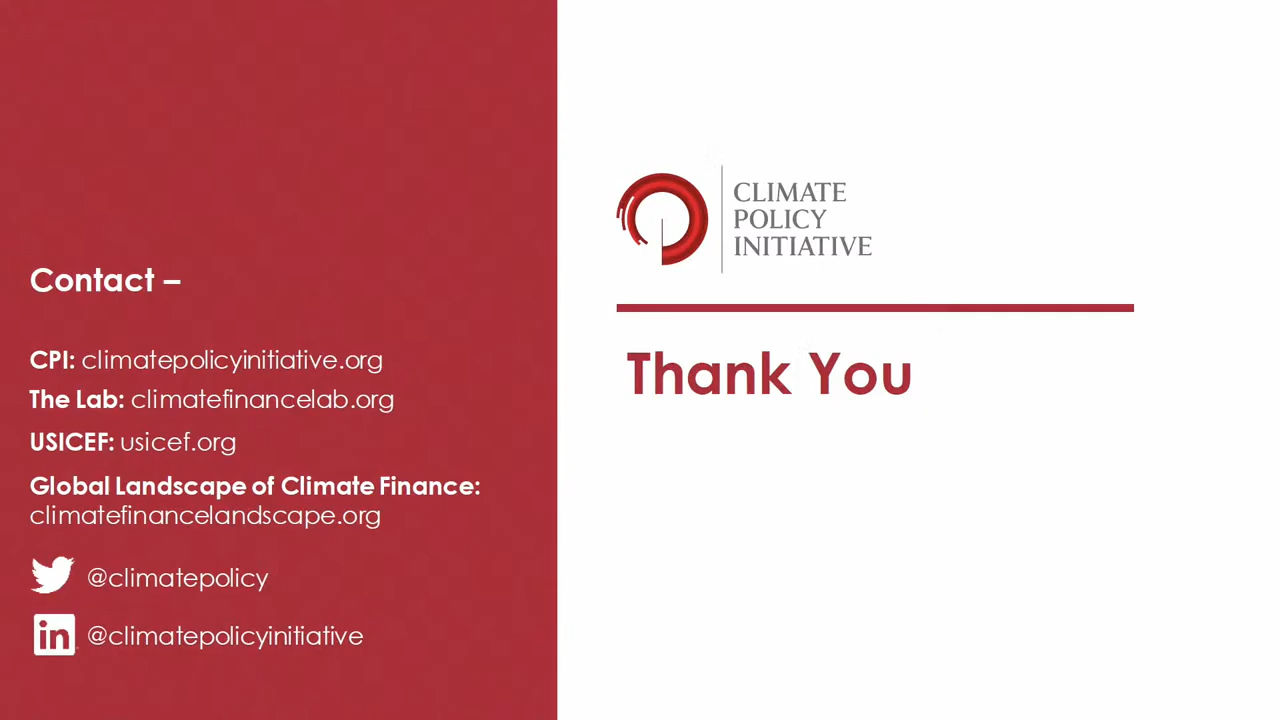 Contact –
CPI: climatepolicyinitiative.org
The Lab: climatefinancelab.org
USICEF: usicef.org
Global Landscape of Climate Finance:
climatefinancelandscape.org
@climatepolicy
in @climatepolicyinitiative
CLIMATE
POLICY
INITIATIVE
Thank You